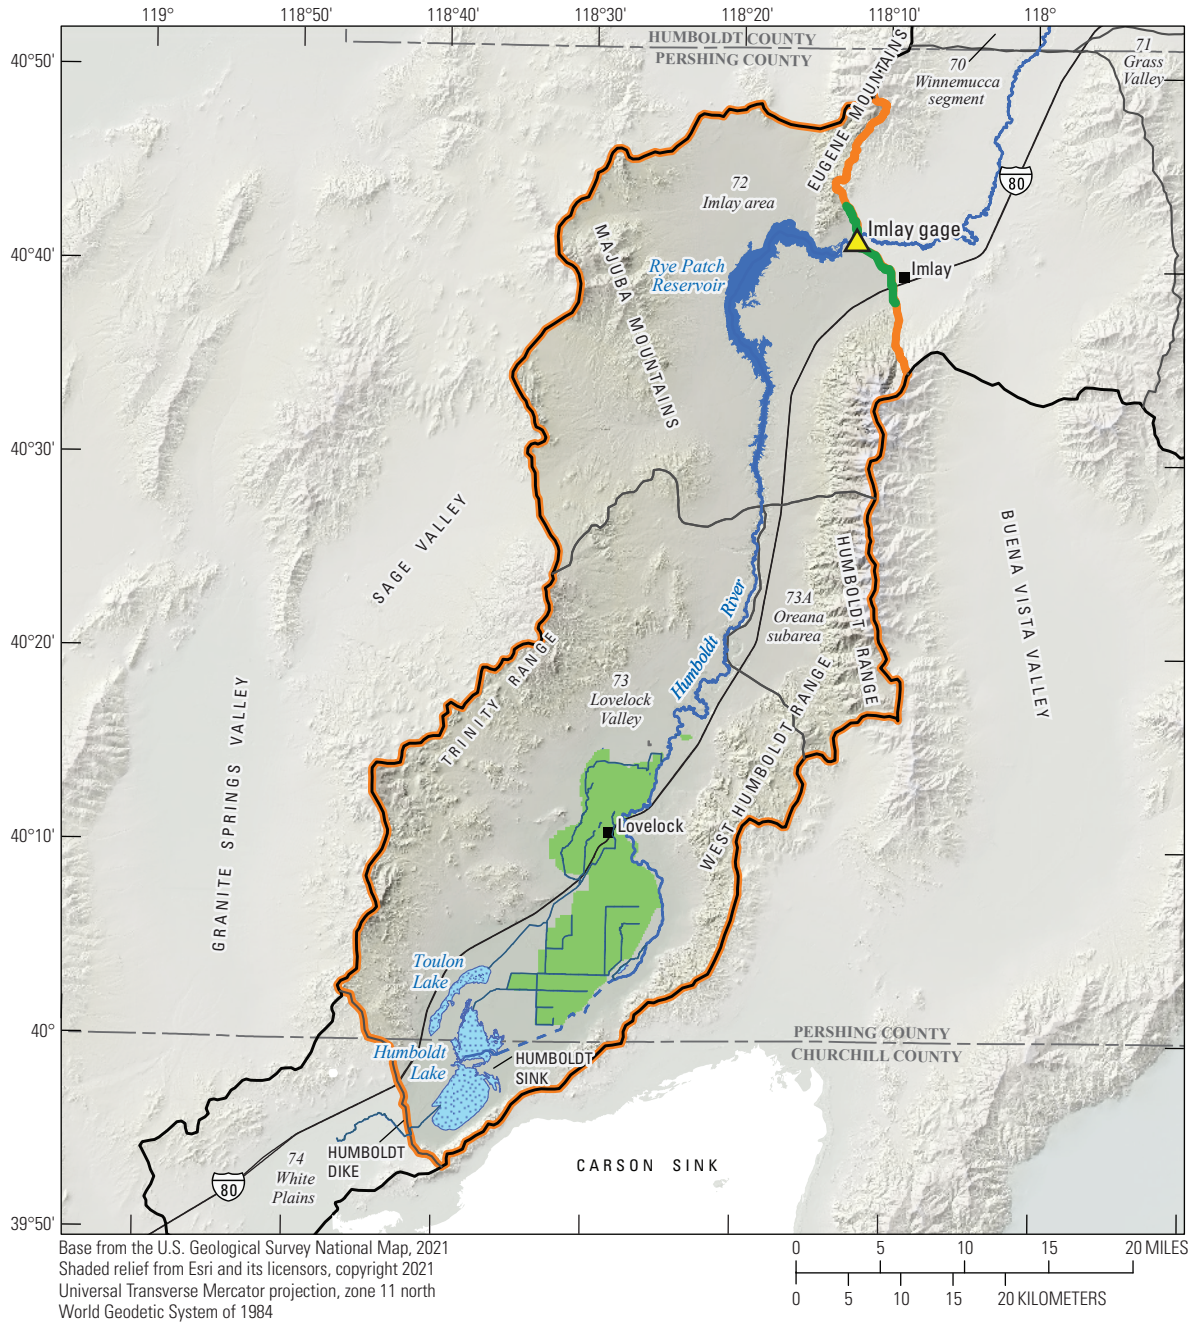 119°
118°50'
118°40'
118°30'
118°20'
118°10'
118°
40°50'
40°40'
40°30'
40°20'
40°10'
40°
39°50'
HUMBOLDT COUNTY
PERSHING COUNTY
70
Winnemucca
segment
71
Grass
Valley
EUGENE MOUNTAINS
80
72
Imlay area
Imlay gage
Imlay
Rye Patch
Reservoir
MAJUBA MOUNTAINS
SAGE VALLEY
BUENA VISTA VALLEY
HUMBOLDT RANGE
73A
Oreana
subarea
Humboldt River
TRINITY RANGE
73
Lovelock
Valley
GRANITE SPRINGS VALLEY
WEST HUMBOLDT RANGE
Lovelock
Toulon
Lake
PERSHING COUNTY
CHURCHILL COUNTY
Humboldt
Lake
HUMBOLDT
SINK
HUMBOLDT
DIKE
74
White
Plains
80
CARSON SINK
Base from the U.S. Geological Survey National Map, 2021
Shaded relief from Esri and its licensors, copyright 2021
Universal Transverse Mercator projection, zone 11 north
World Geodetic System of 1984
0 5 10 15 20 MILES
0 5 10 15 20 KILOMETERS